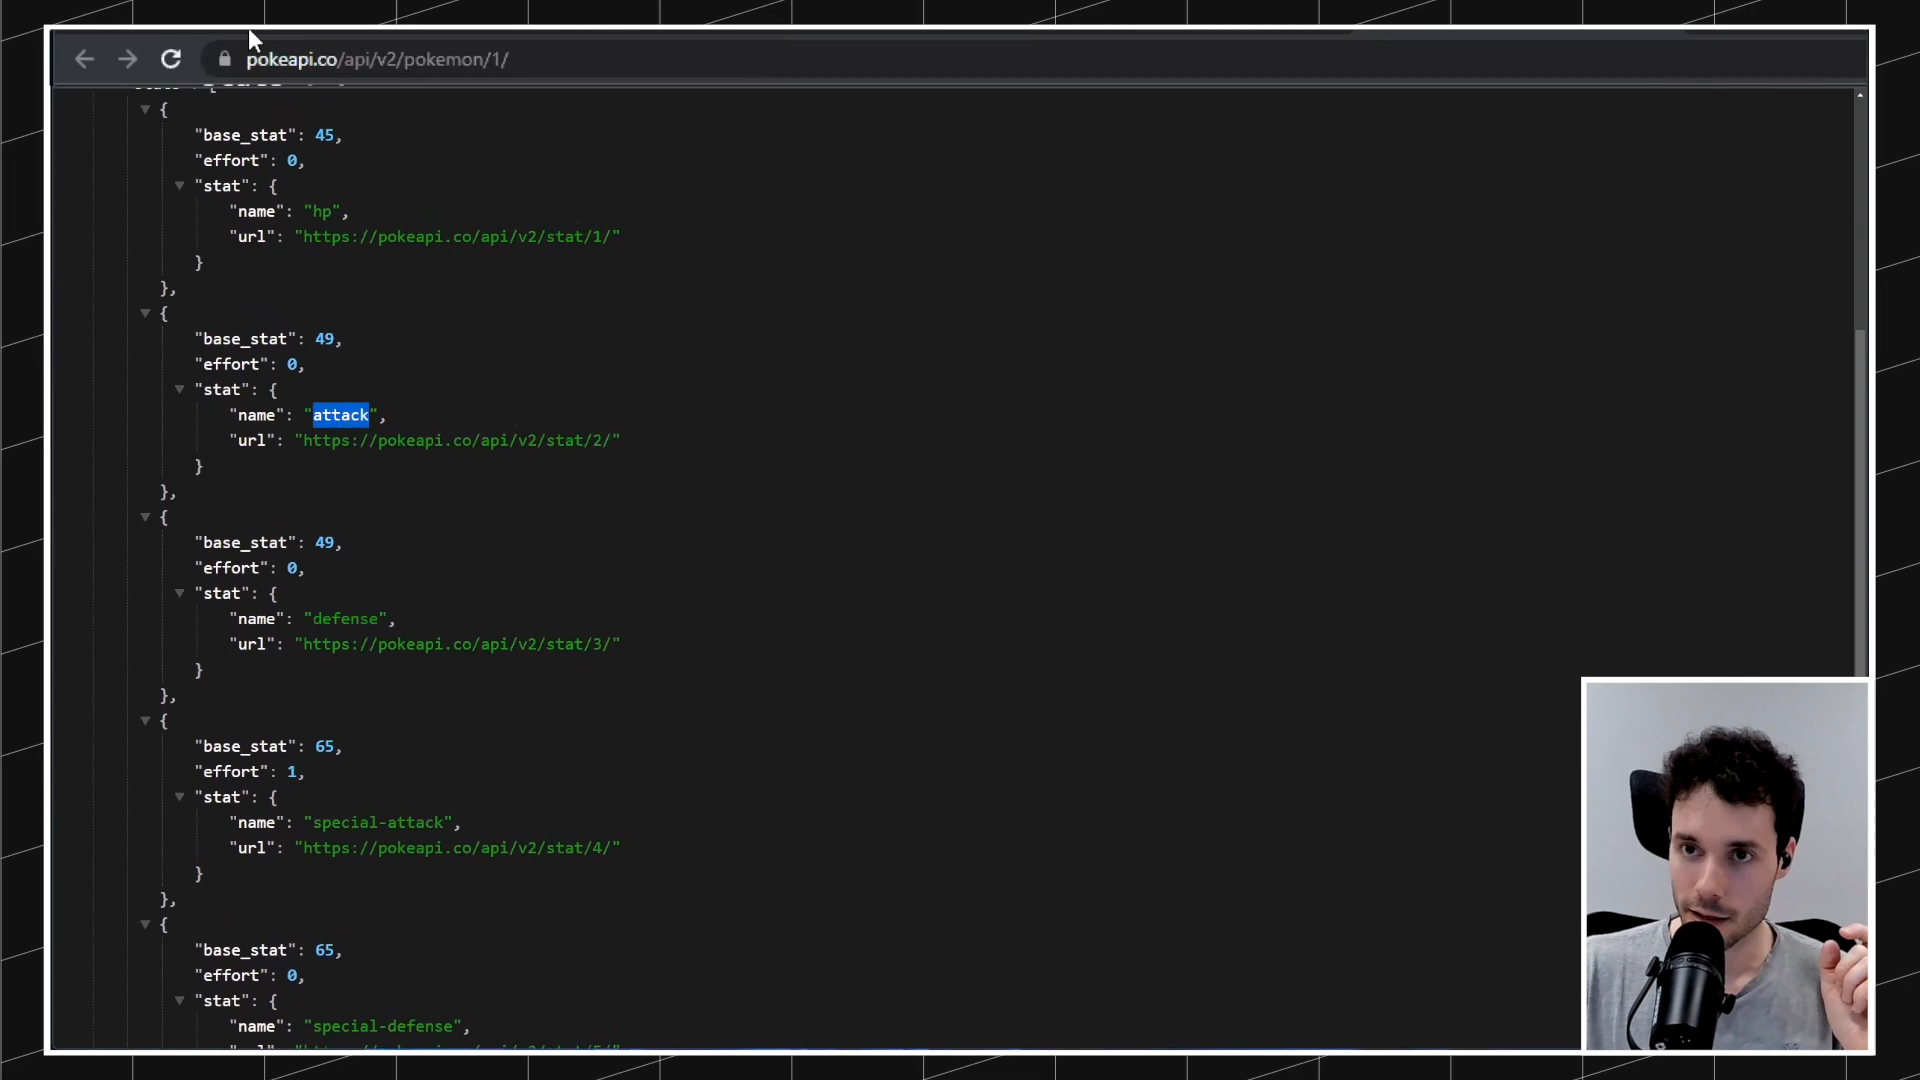 pokeapi.co/api/v2/pokemon/1/
{
"base_stat": 45,
"effort": 0,
"stat": {
"name": "hp",
"url": "https://pokeapi.co/api/v2/stat/1/"
}
},
{
"base_stat": 49,
"effort": 0,
"stat": {
"name": "attack",
"url": "https://pokeapi.co/api/v2/stat/2/"
}
},
{
"base_stat": 49,
"effort": 0,
"stat": {
"name": "defense",
"url": "https://pokeapi.co/api/v2/stat/3/"
}
},
{
"base_stat": 65,
"effort": 1,
"stat": {
"name": "special-attack",
"url": "https://pokeapi.co/api/v2/stat/4/"
}
},
{
"base_stat": 65,
"effort": 0,
"stat": {
"name": "special-defense",